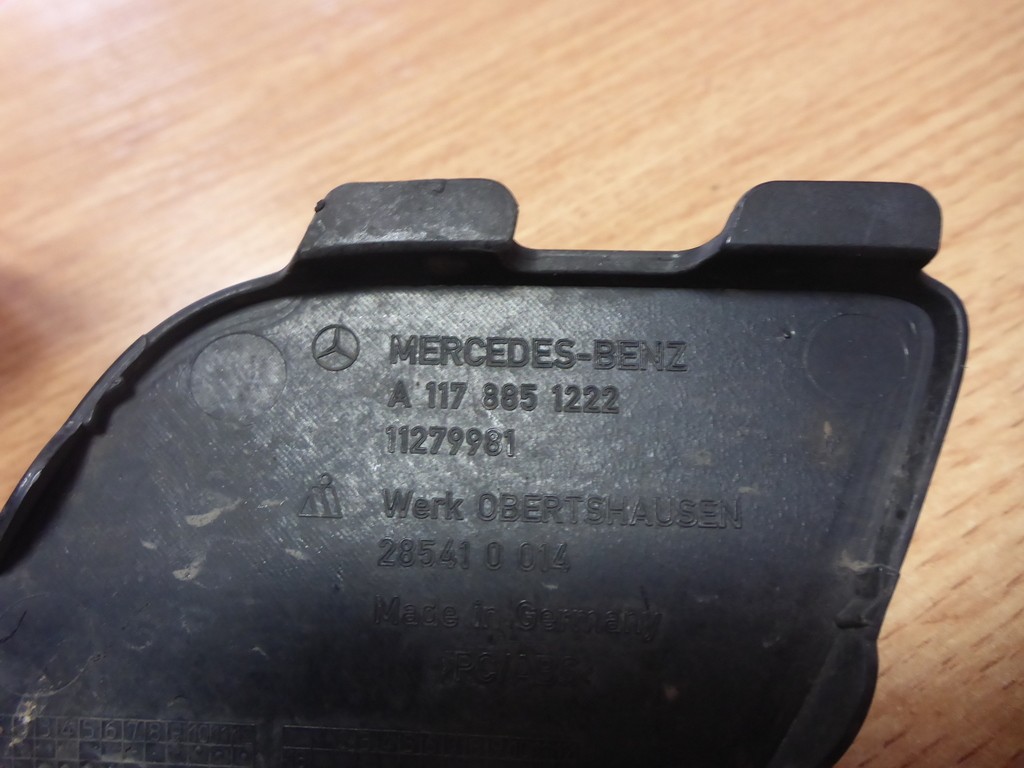 MERCEDES-BENZ
A 117 885 1222
11279981
Werk OBERTSHAUSEN
28541 0 014
Made in Germany